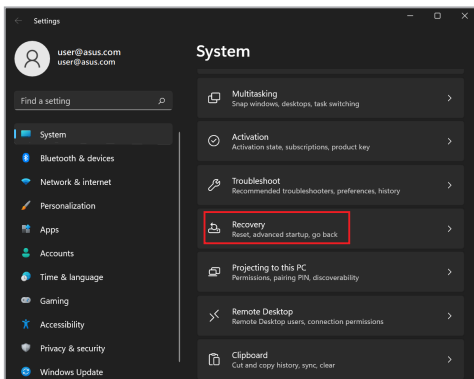 Settings
user@asus.com
user@asus.com
Find a setting
System
Bluetooth & devices
Network & internet
Personalization
Apps
Accounts
Time & language
Gaming
Accessibility
Privacy & security
Windows Update
System
Multitasking
Snap windows, desktops, task switching
Activation
Activation state, subscriptions, product key
Troubleshoot
Recommended troubleshooters, preferences, history
Recovery
Reset, advanced startup, go back
Projecting to this PC
Permissions, pairing PIN, discoverability
Remote Desktop
Remote Desktop users, connection permissions
Clipboard
Cut and copy history, sync, clear